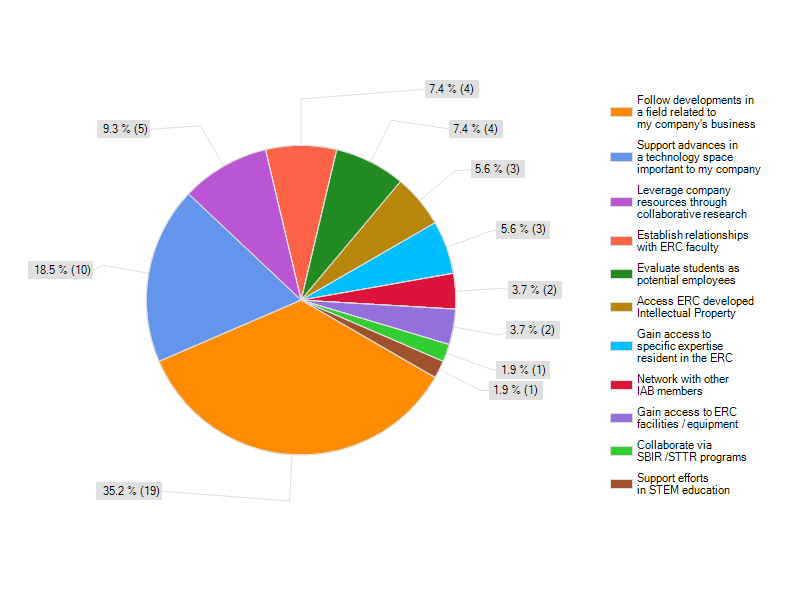 7.4 % (4)
9.3 % (5)
7.4 % (4)
5.6 % (3)
5.6 % (3)
18.5 % (10)
3.7 % (2)
3.7 % (2)
1.9 % (1)
1.9 % (1)
35.2 % (19)
Follow developments in
a field related to
my company's business
Support advances in
a technology space
important to my company
Leverage company
resources through
collaborative research
Establish relationships
with ERC faculty
Evaluate students as
potential employees
Access ERC developed
Intellectual Property
Gain access to
specific expertise
resident in the ERC
Network with other
IAB members
Gain access to ERC
facilities / equipment
Collaborate via
SBIR /STTR programs
Support efforts
in STEM education